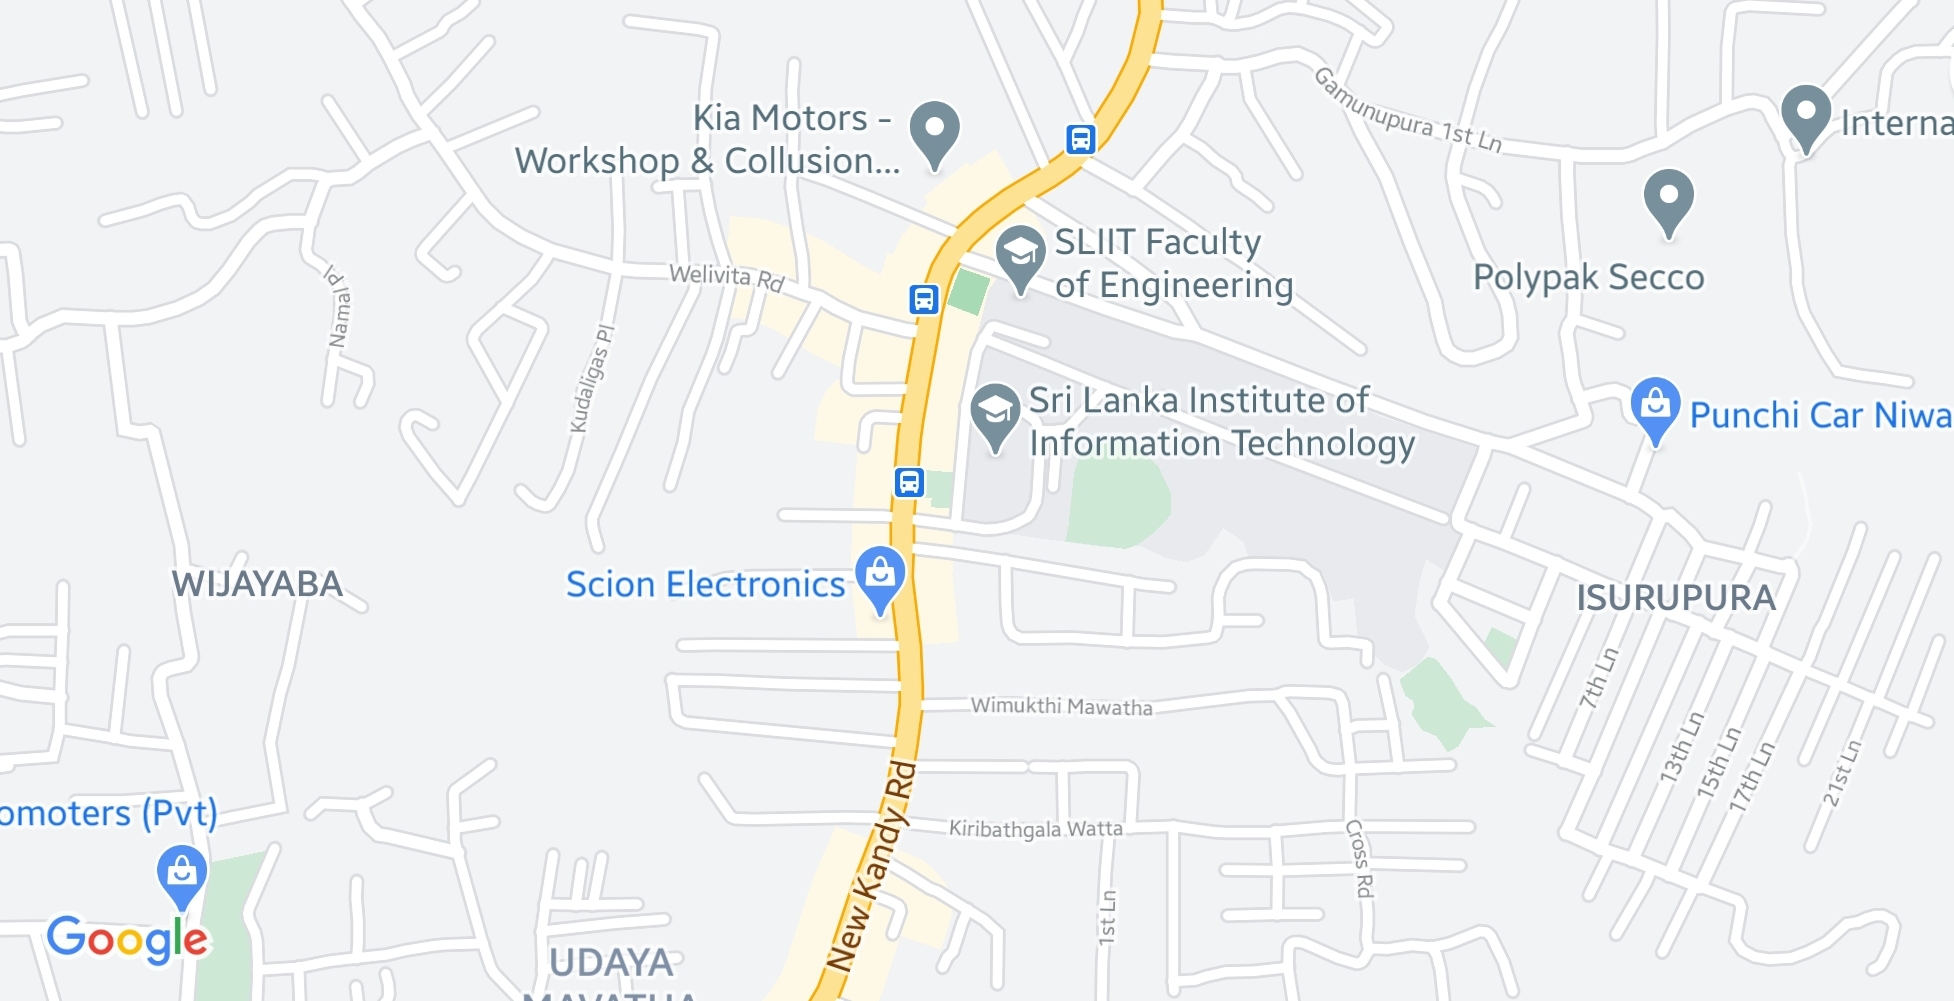 Gamunupura 1st Ln
Kia Motors -
Workshop & Collusion...
Interna
SLIIT Faculty
of Engineering
Polypak Secco
Welivita Rd
Namal Pl
Kudaligas Pl
Sri Lanka Institute of
Information Technology
Punchi Car Niwa
Scion Electronics
WIJAYABA
ISURUPURA
7th Ln
Wimukthi Mawatha
13th Ln
15th Ln
17th Ln
21st Ln
New Kandy Rd
omoters (Pvt)
Kiribathgala Watta
Cross Rd
1st Ln
Google
UDAYA
MAVATHA